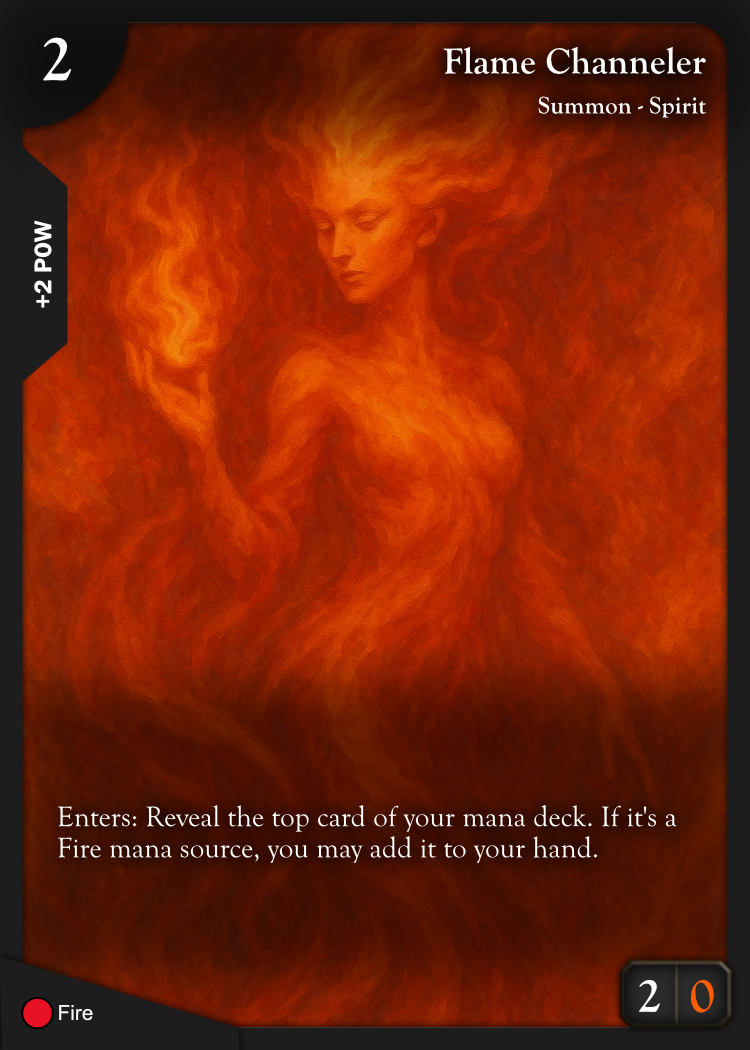 2
Flame Channeler
Summon - Spirit
+2 POW
Enters: Reveal the top card of your mana deck. If it's a
Fire mana source, you may add it to your hand.
Fire
2 0